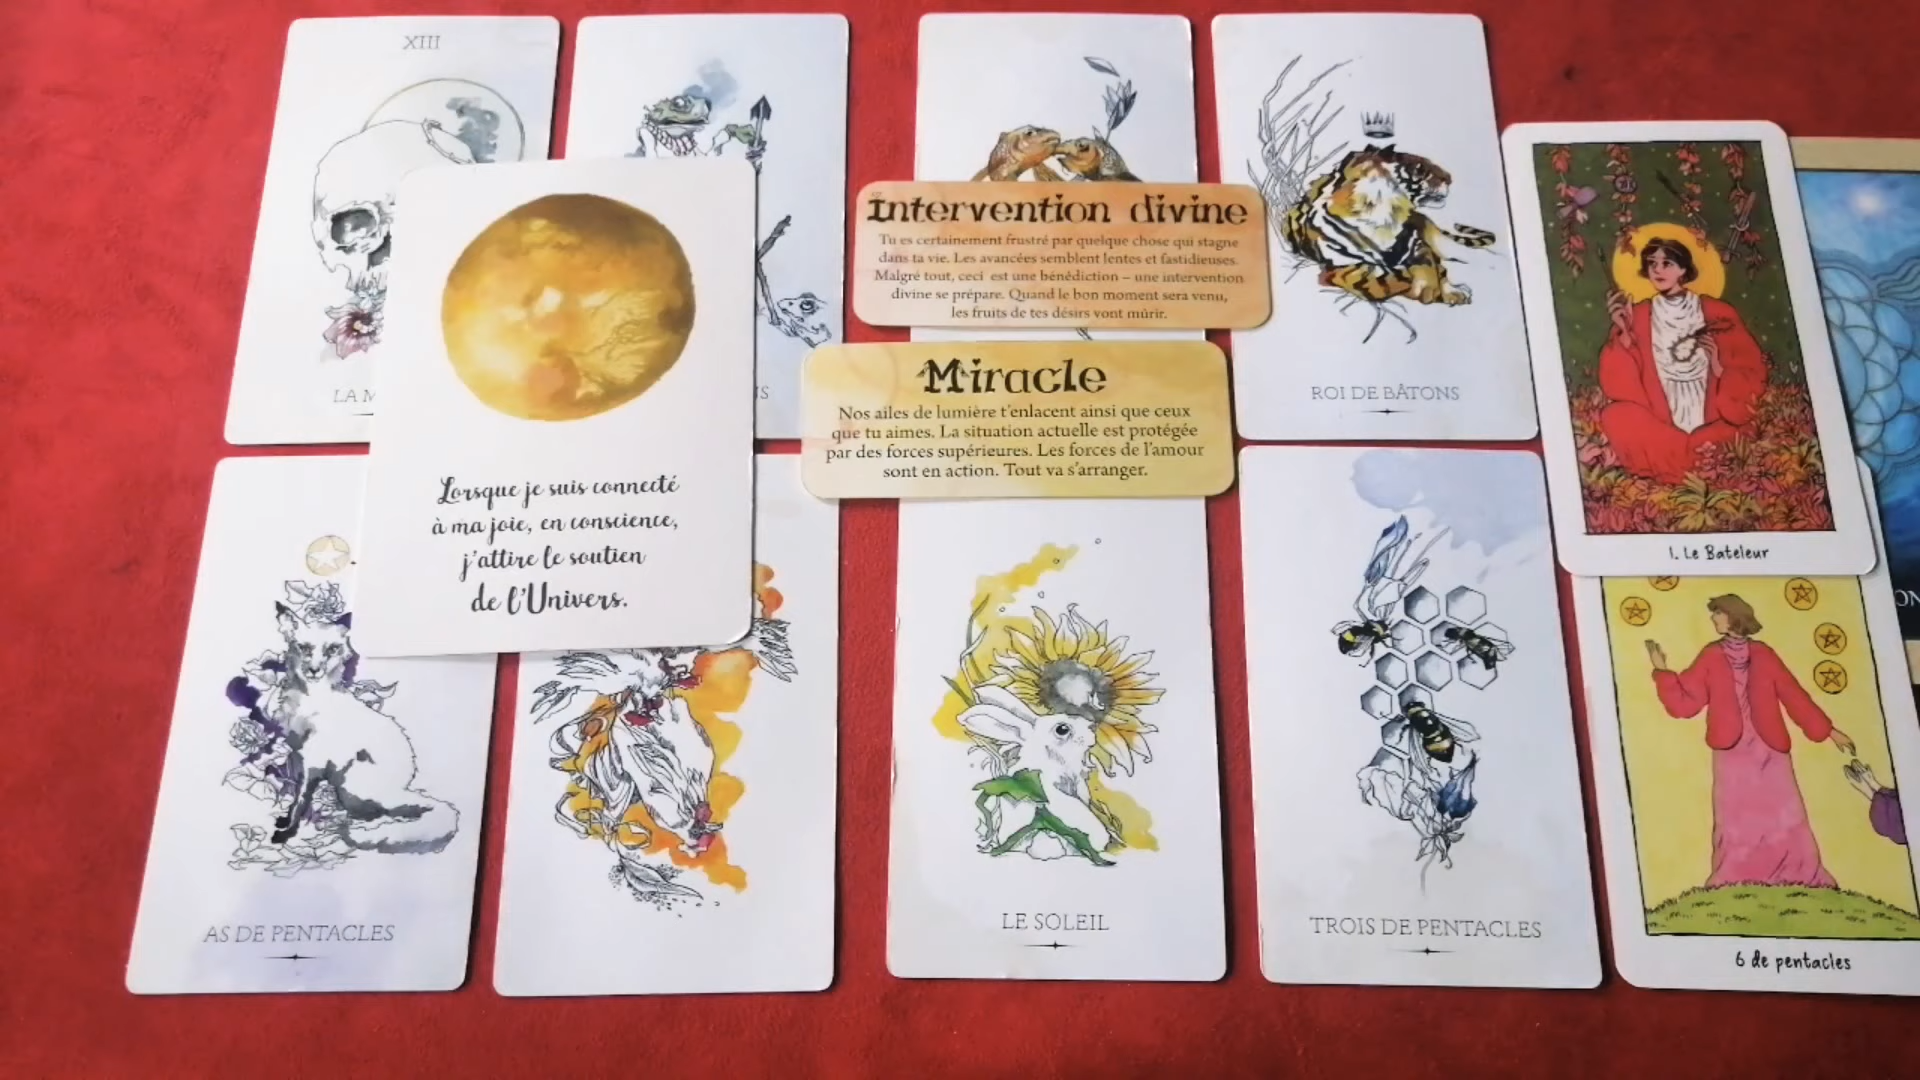 XIII
LA M
NS
Intervention divine
Tu es certainement frustré par quelque chose qui stagne
dans ta vie. Les avancées semblent lentes et fastidieuses.
Malgré tout, ceci est une bénédiction – une intervention
divine se prépare. Quand le bon moment sera venu,
les fruits de tes désirs vont mûrir.
ROI DE BÂTONS
Miracle
Nos ailes de lumière t'enlacent ainsi que ceux
que tu aimes. La situation actuelle est protégée
par des forces supérieures. Les forces de l'amour
sont en action. Tout va s'arranger.
Lorsque je suis connecté
à ma joie, en conscience,
j'attire le soutien
de l'Univers.
1. Le Bateleur
ON
AS DE PENTACLES
LE SOLEIL
TROIS DE PENTACLES
6 de pentacles